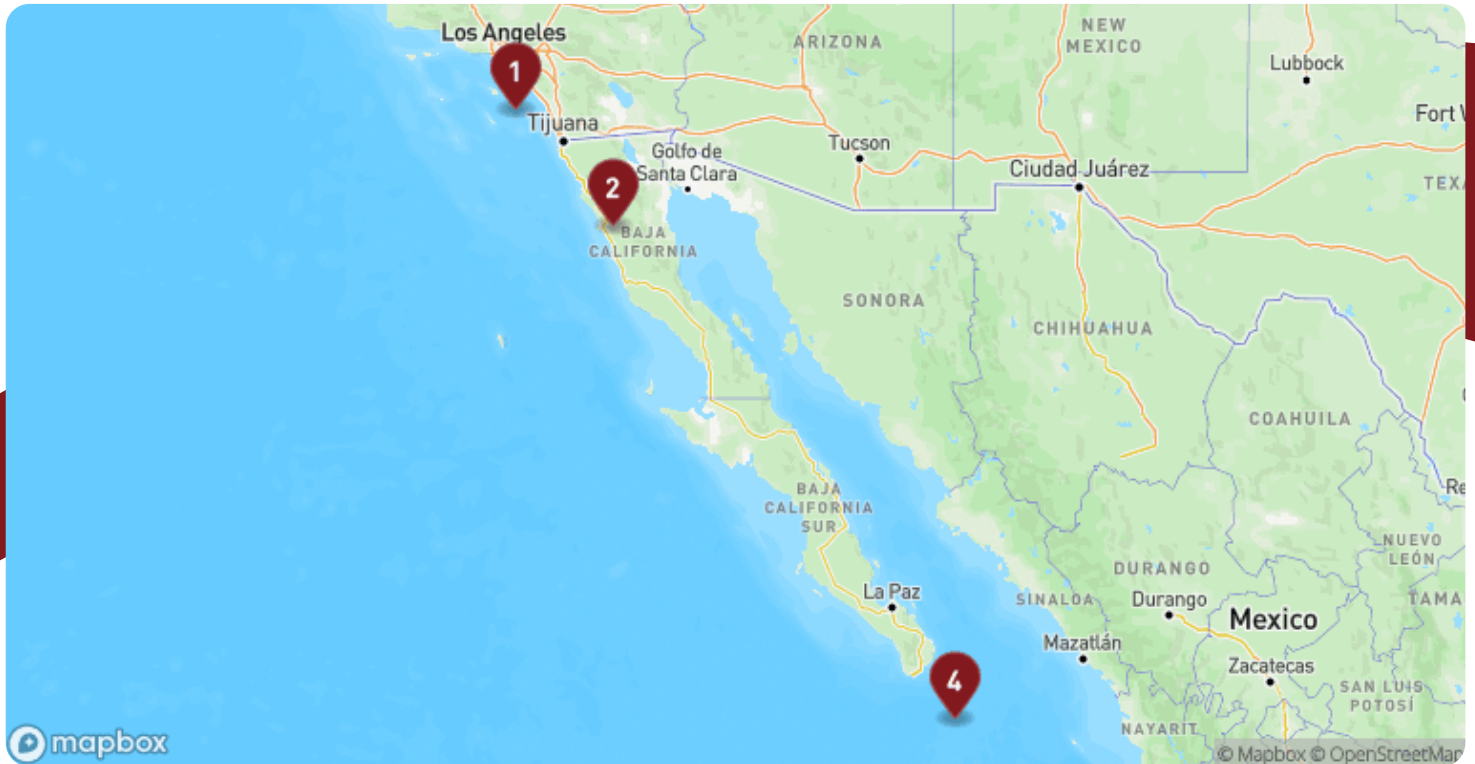 Los Angeles
1
ARIZONA
NEW
MEXICO
Lubbock
Fort
Tijuana
Tucson
Golfo de
Santa Clara
Ciudad Juárez
2
BAJA
CALIFORNIA
SONORA
CHIHUAHUA
COAHUILA
BAJA
CALIFORNIA
SUR
NUEVO
LEÓN
DURANGO
La Paz
SINALOA
Durango
Mexico
Mazatlán
4
Zacatecas
SAN LUIS
POTOSÍ
NAYARIT
mapbox
© Mapbox © OpenStreetMap